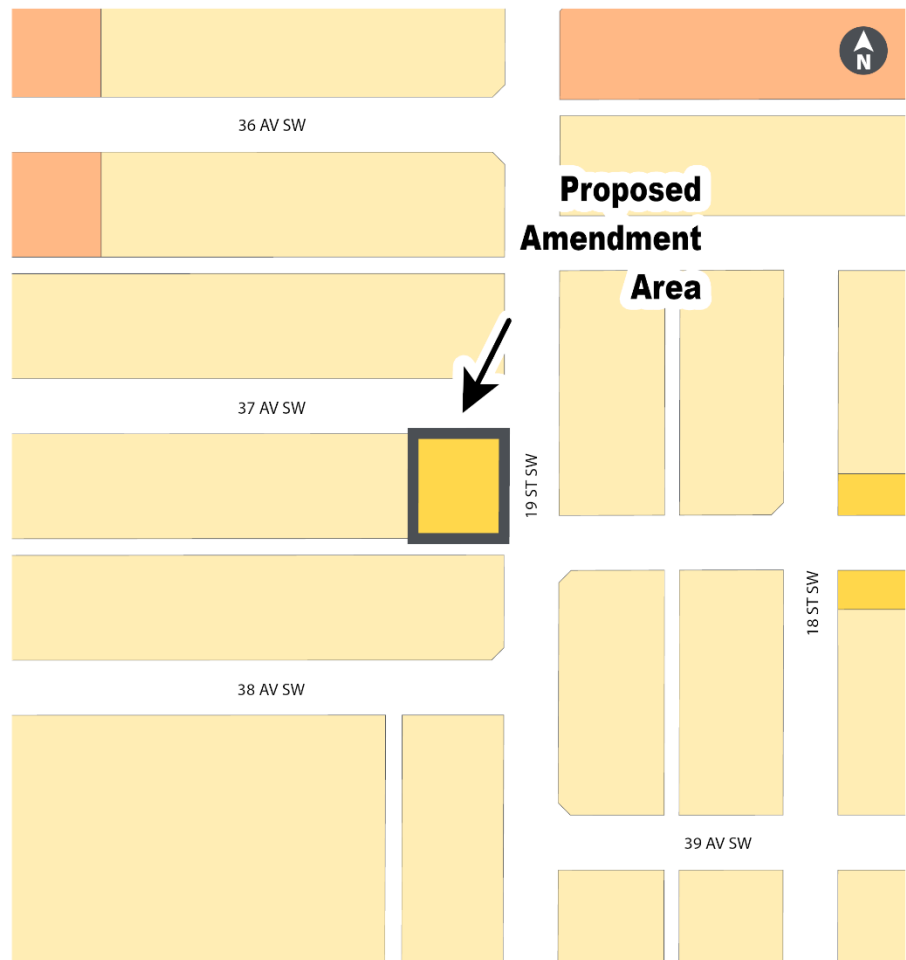 N
36 AV SW
Proposed
Amendment
Area
37 AV SW
19 ST SW
18 ST SW
38 AV SW
39 AV SW